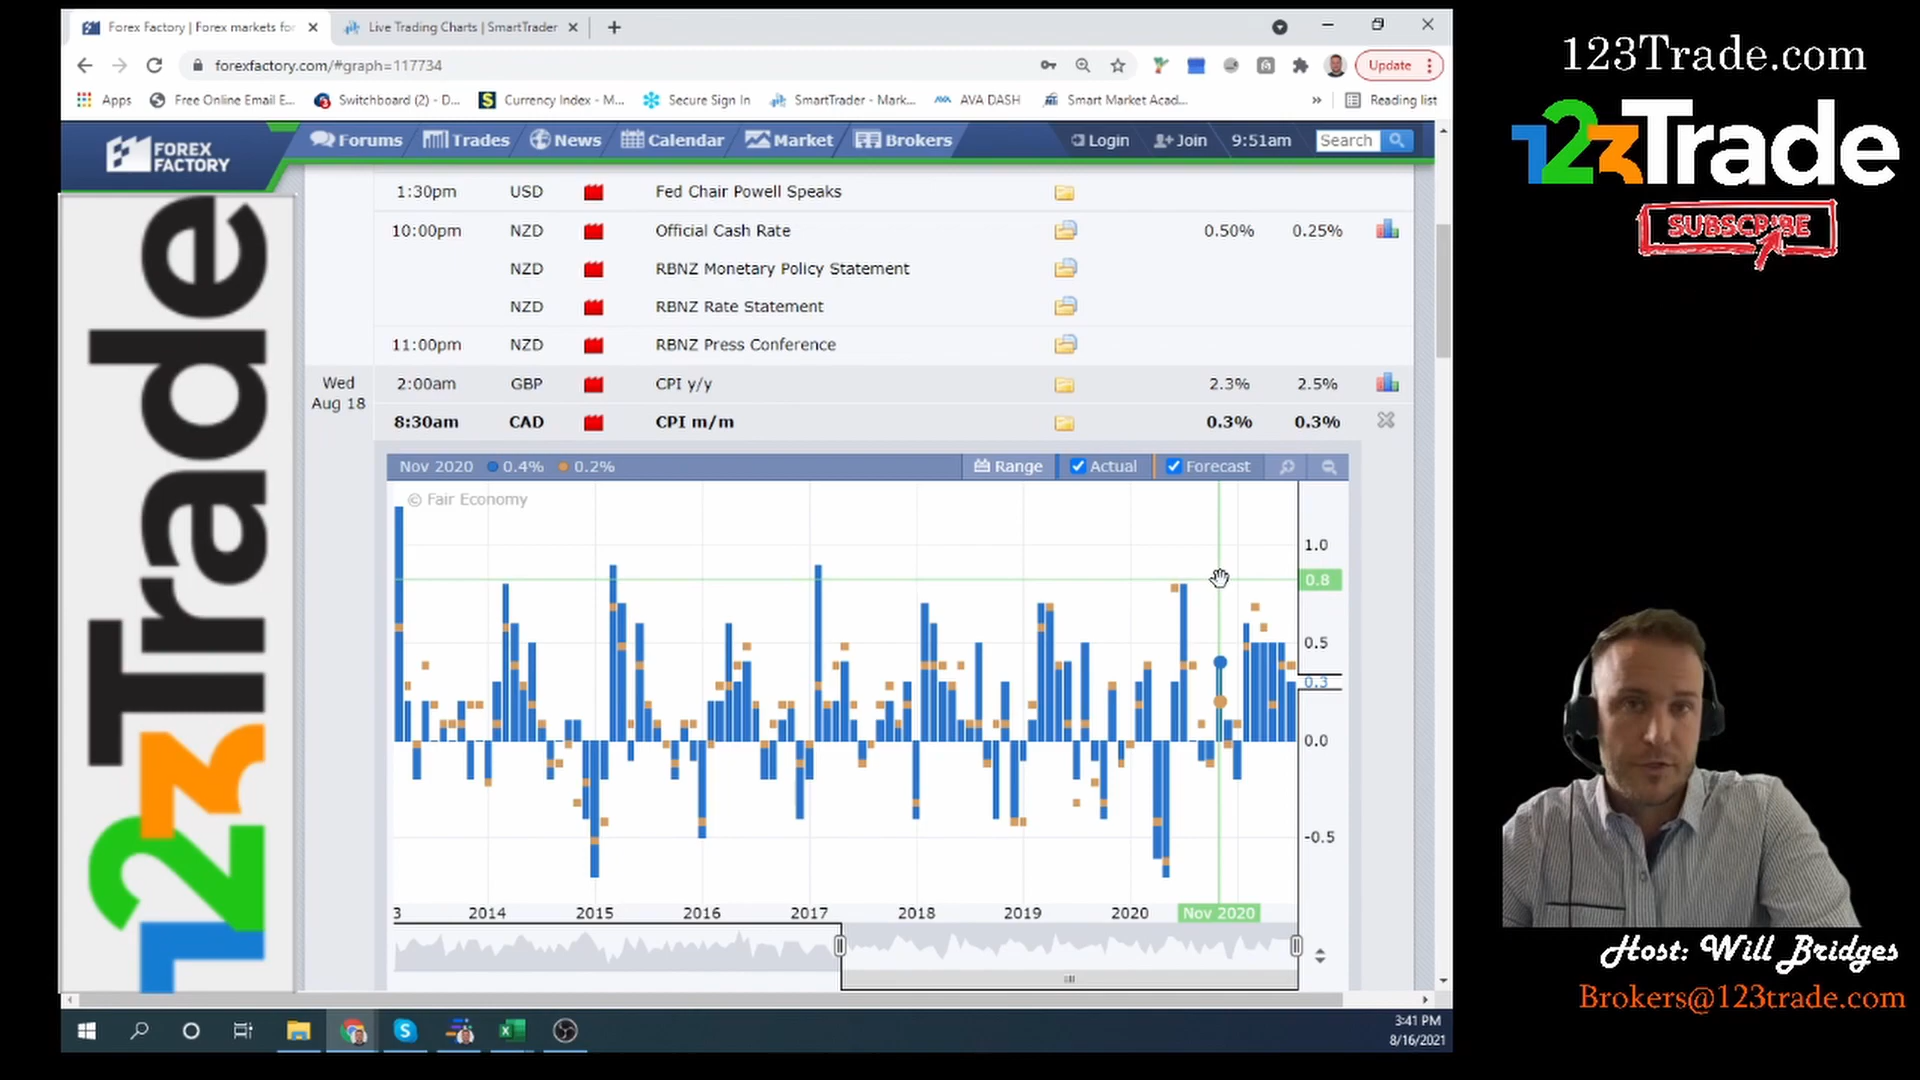 Forex Factory | Forex markets for
Live Trading Charts | SmartTrader
forexfactory.com/#graph=117734
Update
Apps
Free Online Email E...
Switchboard (2) - D...
Currency Index - M...
Secure Sign In
SmartTrader - Mark...
AVA DASH
Smart Market Acad...
»
Reading list
FOREX
FACTORY
Forums
Trades
News
Calendar
Market
Brokers
Login
Join
9:51am
Search
1:30pm USD Fed Chair Powell Speaks
10:00pm NZD Official Cash Rate 0.50% 0.25%
NZD RBNZ Monetary Policy Statement
NZD RBNZ Rate Statement
11:00pm NZD RBNZ Press Conference
Wed
Aug 18
2:00am GBP CPI y/y 2.3% 2.5%
8:30am CAD CPI m/m 0.3% 0.3%
Nov 2020 0.4% 0.2%
Range
Actual
Forecast
© Fair Economy
1.0
0.8
0.5
0.3
0.0
-0.5
3 2014 2015 2016 2017 2018 2019 2020 Nov 2020
3:41 PM
8/16/2021
123Trade
123Trade.com
123Trade
SUBSCRIBE
Host: Will Bridges
Brokers@123trade.com